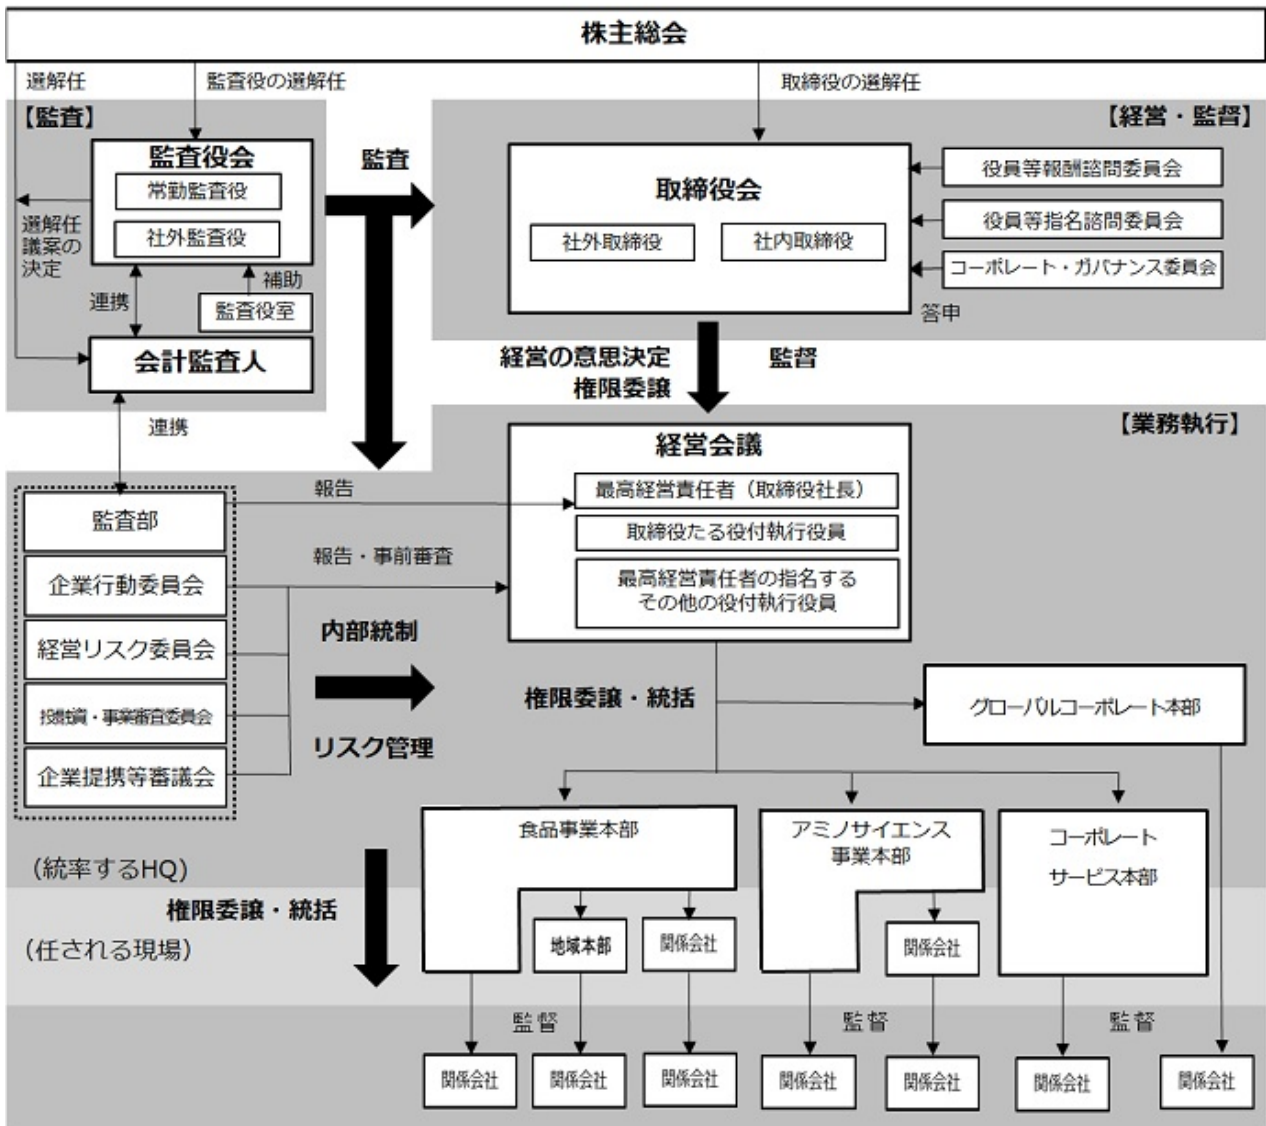 株主総会
選解任
監査役の選解任
取締役の選解任
【監査】
監査役会
常勤監査役
社外監査役
選解任
議案の
決定
連携
補助
監査役室
会計監査人
監査
【経営・監督】
取締役会
社外取締役
社内取締役
役員等報酬諮問委員会
役員等指名諮問委員会
コーポレート・ガバナンス委員会
答申
経営の意思決定
権限委譲
監督
連携
【業務執行】
経営会議
最高経営責任者（取締役社長）
取締役たる役付執行役員
最高経営責任者の指名する
その他の役付執行役員
監査部
企業行動委員会
経営リスク委員会
投融資・事業審査委員会
企業提携等審議会
報告
報告・事前審査
内部統制
リスク管理
権限委譲・統括
グローバルコーポレート本部
食品事業本部
アミノサイエンス
事業本部
コーポレート
サービス本部
(統率するHQ)
権限委譲・統括
（任される現場）
地域本部
関係会社
関係会社
監督
監督
監督
関係会社
関係会社
関係会社
関係会社
関係会社
関係会社
関係会社